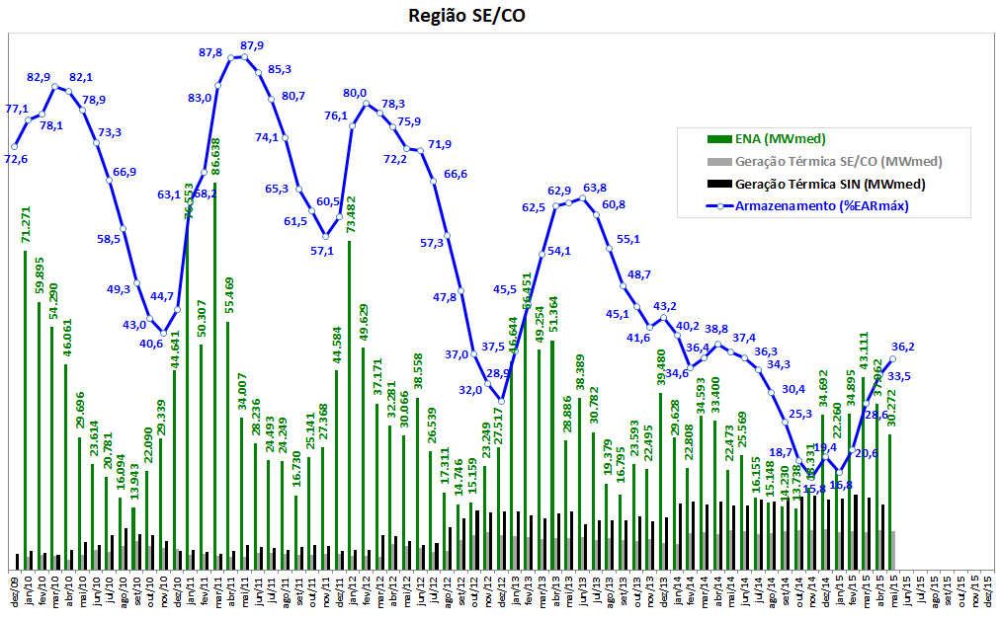 Região SE/CO
ENA (MWmed)
Geração Térmica SE/CO (MWmed)
Geração Térmica SIN (MWmed)
Armazenamento (%EARmáx)
72,6
77,1
78,1
82,9
82,1
78,9
73,3
66,9
58,5
49,3
43,0
40,6
44,7
63,1
68,2
83,0
87,8
87,9
85,3
80,7
74,1
65,3
61,5
57,1
60,5
76,1
80,0
78,3
75,9
72,2
71,9
66,6
57,3
47,8
37,0
32,0
28,9
37,5
45,5
54,1
62,5
62,9
63,8
60,8
55,1
48,7
45,1
41,6
43,2
40,2
34,6
36,4
38,8
37,4
36,3
34,3
30,4
25,3
18,7
15,8
19,4
16,8
20,6
28,6
33,5
36,2
71.271
59.895
54.290
46.061
29.696
23.614
20.781
16.094
13.943
22.090
29.339
44.641
76.553
50.307
86.638
55.469
34.007
28.236
24.493
24.249
16.730
25.141
27.368
44.584
73.482
49.629
37.171
32.281
30.066
38.558
26.539
17.311
14.746
15.159
23.249
27.517
46.644
56.451
49.254
51.364
28.886
38.389
30.782
19.379
16.795
23.593
22.495
39.480
29.628
22.808
34.593
33.400
22.473
25.569
16.155
15.148
14.230
13.738
18.331
34.692
22.260
34.895
43.111
37.062
30.272
dez/09
jan/10
fev/10
mar/10
abr/10
mai/10
jun/10
jul/10
ago/10
set/10
out/10
nov/10
dez/10
jan/11
fev/11
mar/11
abr/11
mai/11
jun/11
jul/11
ago/11
set/11
out/11
nov/11
dez/11
jan/12
fev/12
mar/12
abr/12
mai/12
jun/12
jul/12
ago/12
set/12
out/12
nov/12
dez/12
jan/13
fev/13
mar/13
abr/13
mai/13
jun/13
jul/13
ago/13
set/13
out/13
nov/13
dez/13
jan/14
fev/14
mar/14
abr/14
mai/14
jun/14
jul/14
ago/14
set/14
out/14
nov/14
dez/14
jan/15
fev/15
mar/15
abr/15
mai/15
jun/15
jul/15
ago/15
set/15
out/15
nov/15
dez/15